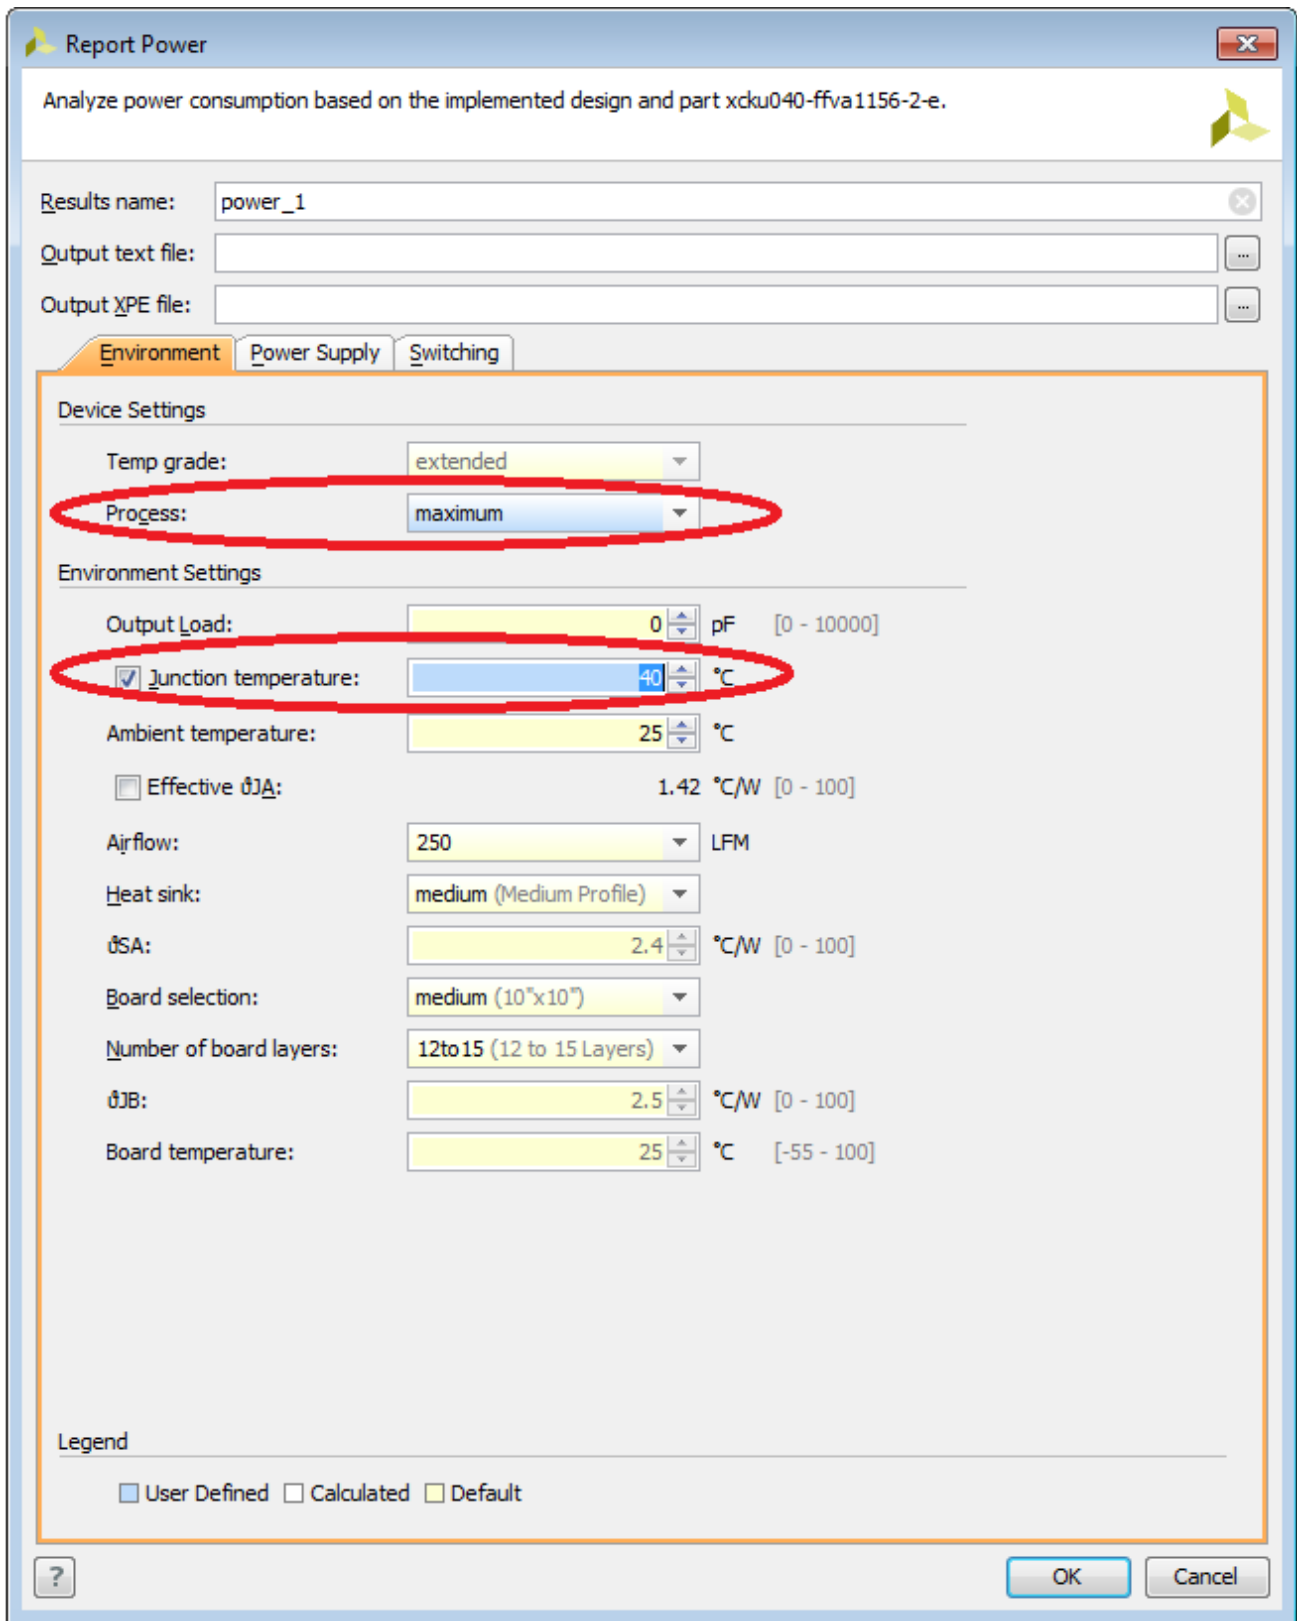 Report Power
Analyze power consumption based on the implemented design and part xcku040-ffva1156-2-e.
Results name: power_1
Output text file: ...
Output XPE file: ...
Environment Power Supply Switching
Device Settings
Temp grade: extended
Process: maximum
Environment Settings
Output Load: 0 pF [0 - 10000]
Junction temperature: 40 °C
Ambient temperature: 25 °C
Effective ϑJA: 1.42 °C/W [0 - 100]
Airflow: 250 LFM
Heat sink: medium (Medium Profile)
ϑSA: 2.4 °C/W [0 - 100]
Board selection: medium (10"x10")
Number of board layers: 12to15 (12 to 15 Layers)
ϑJB: 2.5 °C/W [0 - 100]
Board temperature: 25 °C [-55 - 100]
Legend
User Defined Calculated Default
? OK Cancel